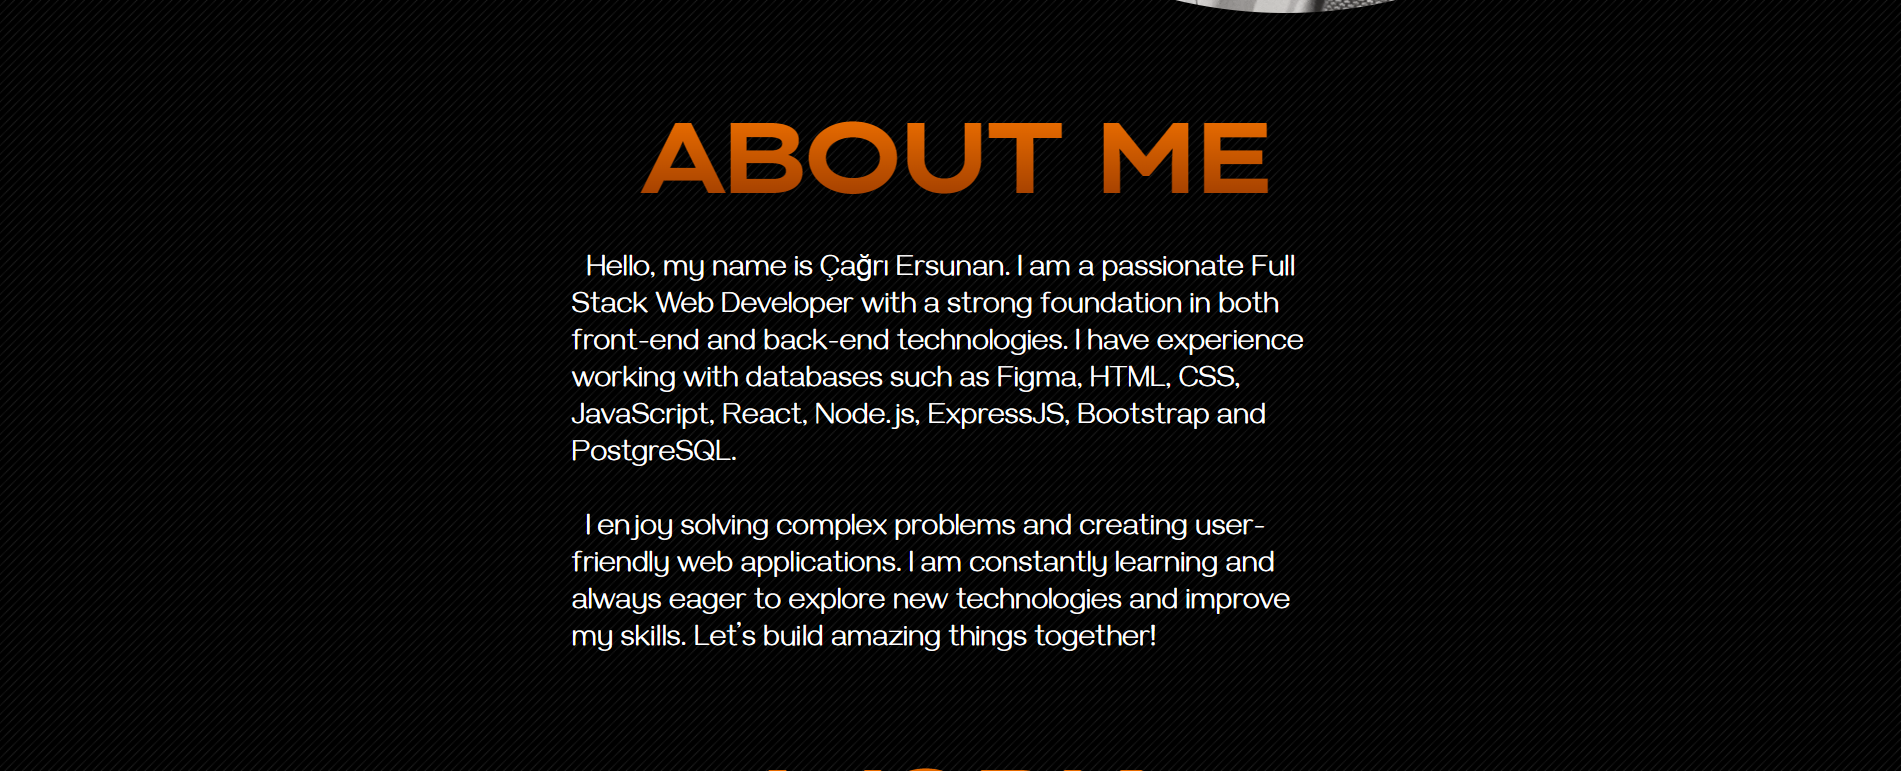 ABOUT ME
Hello, my name is Çağrı Ersunan. I am a passionate Full
Stack Web Developer with a strong foundation in both
front-end and back-end technologies. I have experience
working with databases such as Figma, HTML, CSS,
JavaScript, React, Node.js, ExpressJS, Bootstrap and
PostgreSQL.
I enjoy solving complex problems and creating user-
friendly web applications. I am constantly learning and
always eager to explore new technologies and improve
my skills. Let's build amazing things together!